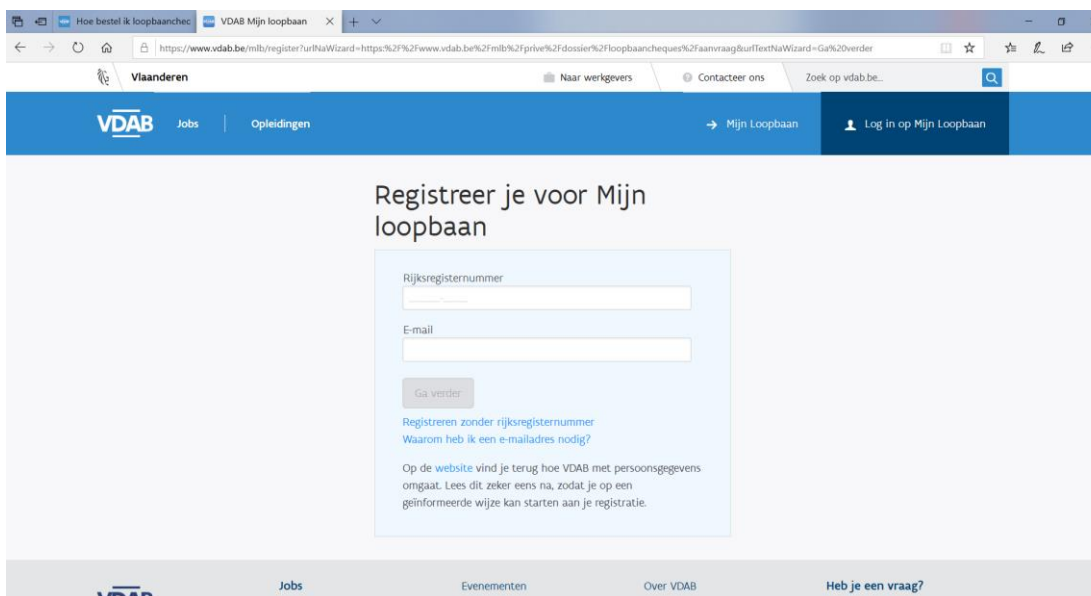 Hoe bestel ik loopbaanchec
VDAB Mijn loopbaan
https://www.vdab.be/mlb/register?urlNaWizard=https:%2F%2Fwww.vdab.be%2Fmlb%2Fprive%2Fdossier%2Floopbaancheques%2Faanvraag&urlTextNaWizard=Ga%20verder
Vlaanderen
Naar werkgevers
Contacteer ons
Zoek op vdab.be...
VDAB
Jobs
Opleidingen
Mijn Loopbaan
Log in op Mijn Loopbaan
Registreer je voor Mijn
loopbaan
Rijksregisternummer
E-mail
Ga verder
Registreren zonder rijksregisternummer
Waarom heb ik een e-mailadres nodig?
Op de website vind je terug hoe VDAB met persoonsgegevens
omgaat. Lees dit zeker eens na, zodat je op een
geïnformeerde wijze kan starten aan je registratie.
VDAB
Jobs
Evenementen
Over VDAB
Heb je een vraag?